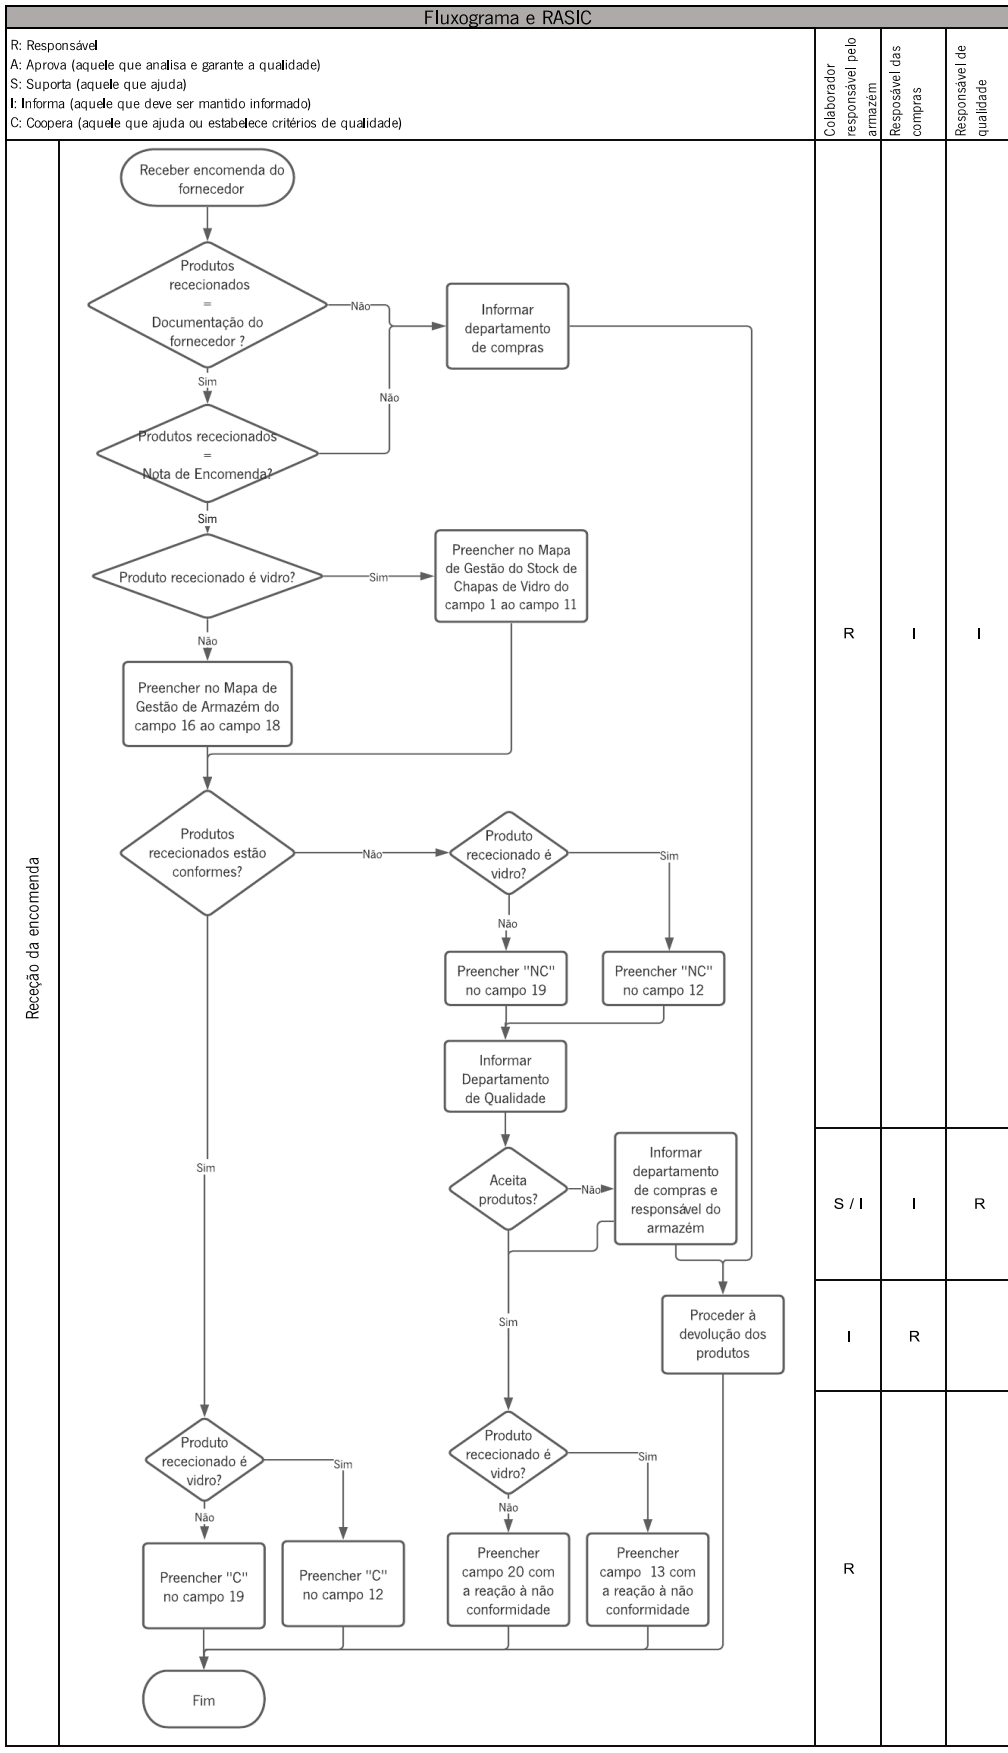 Fluxograma e RASIC
R: Responsável
A: Aprova (aquele que analisa e garante a qualidade)
S: Suporta (aquele que ajuda)
I: Informa (aquele que deve ser mantido informado)
C: Coopera (aquele que ajuda ou estabelece critérios de qualidade)
Colaborador
responsável pelo
armazém
Resposável das
compras
Responsável de
qualidade
Receção da encomenda
Receber encomenda do
fornecedor
Produtos
rececionados
=
Documentação do
fornecedor ?
Não
Informar
departamento
de compras
Sim
Não
Produtos rececionados
=
Nota de Encomenda?
Sim
Produto rececionado é vidro?
Sim
Preencher no Mapa
de Gestão do Stock de
Chapas de Vidro do
campo 1 ao campo 11
Não
Preencher no Mapa de
Gestão de Armazém do
campo 16 ao campo 18
R
I
I
Produtos
rececionados estão
conformes?
Não
Produto
rececionado é
vidro?
Sim
Não
Preencher "NC"
no campo 19
Preencher "NC"
no campo 12
Informar
Departamento
de Qualidade
Sim
Aceita
produtos?
Não
Informar
departamento
de compras e
responsável do
armazém
S / I
I
R
Sim
Proceder à
devolução dos
produtos
I
R
Produto
rececionado é
vidro?
Sim
Não
Preencher "C"
no campo 19
Preencher "C"
no campo 12
Produto
rececionado é
vidro?
Sim
Não
Preencher
campo 20 com
a reação à não
conformidade
Preencher
campo 13 com
a reação à não
conformidade
R
Fim